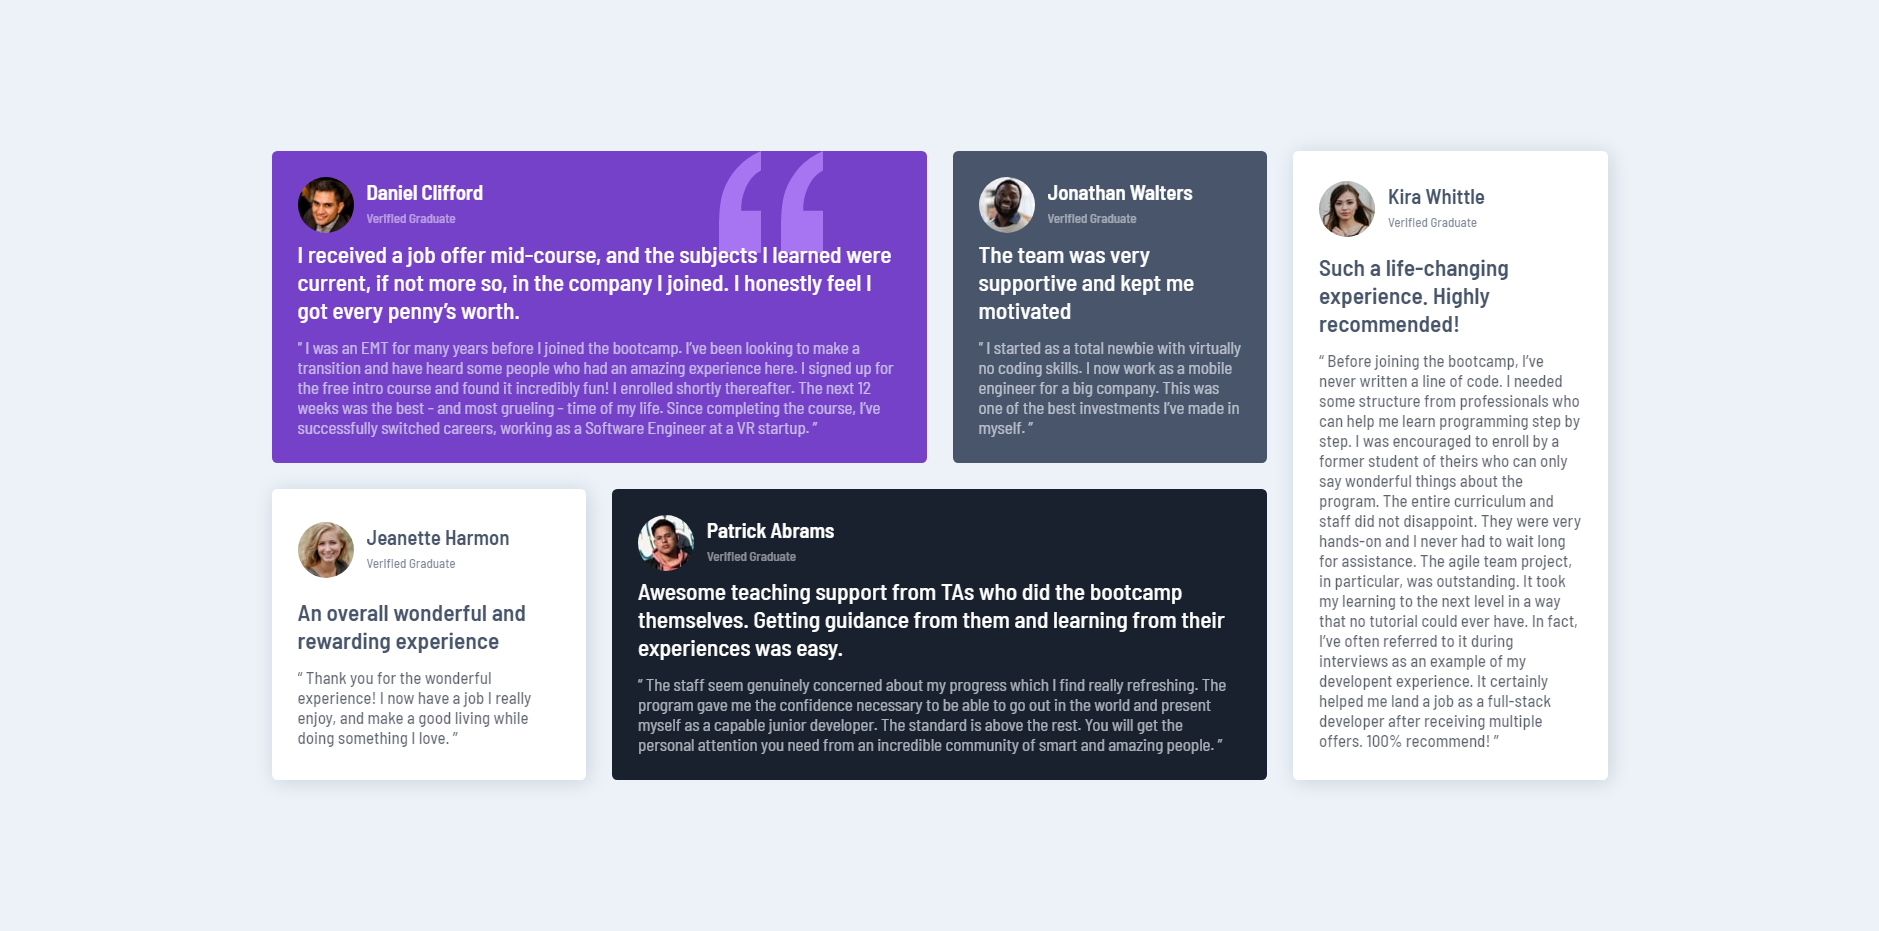 Daniel Clifford
Verified Graduate
I received a job offer mid-course, and the subjects I learned were
current, if not more so, in the company I joined. I honestly feel I
got every penny’s worth.
” I was an EMT for many years before I joined the bootcamp. I’ve been looking to make a
transition and have heard some people who had an amazing experience here. I signed up for
the free intro course and found it incredibly fun! I enrolled shortly thereafter. The next 12
weeks was the best - and most grueling - time of my life. Since completing the course, I’ve
successfully switched careers, working as a Software Engineer at a VR startup. ”
Jonathan Walters
Verified Graduate
The team was very
supportive and kept me
motivated
” I started as a total newbie with virtually
no coding skills. I now work as a mobile
engineer for a big company. This was
one of the best investments I’ve made in
myself. ”
Kira Whittle
Verified Graduate
Such a life-changing
experience. Highly
recommended!
“ Before joining the bootcamp, I’ve
never written a line of code. I needed
some structure from professionals who
can help me learn programming step by
step. I was encouraged to enroll by a
former student of theirs who can only
say wonderful things about the
program. The entire curriculum and
staff did not disappoint. They were very
hands-on and I never had to wait long
for assistance. The agile team project,
in particular, was outstanding. It took
my learning to the next level in a way
that no tutorial could ever have. In fact,
I’ve often referred to it during
interviews as an example of my
developent experience. It certainly
helped me land a job as a full-stack
developer after receiving multiple
offers. 100% recommend! ”
Jeanette Harmon
Verified Graduate
An overall wonderful and
rewarding experience
“ Thank you for the wonderful
experience! I now have a job I really
enjoy, and make a good living while
doing something I love. ”
Patrick Abrams
Verified Graduate
Awesome teaching support from TAs who did the bootcamp
themselves. Getting guidance from them and learning from their
experiences was easy.
“ The staff seem genuinely concerned about my progress which I find really refreshing. The
program gave me the confidence necessary to be able to go out in the world and present
myself as a capable junior developer. The standard is above the rest. You will get the
personal attention you need from an incredible community of smart and amazing people. ”